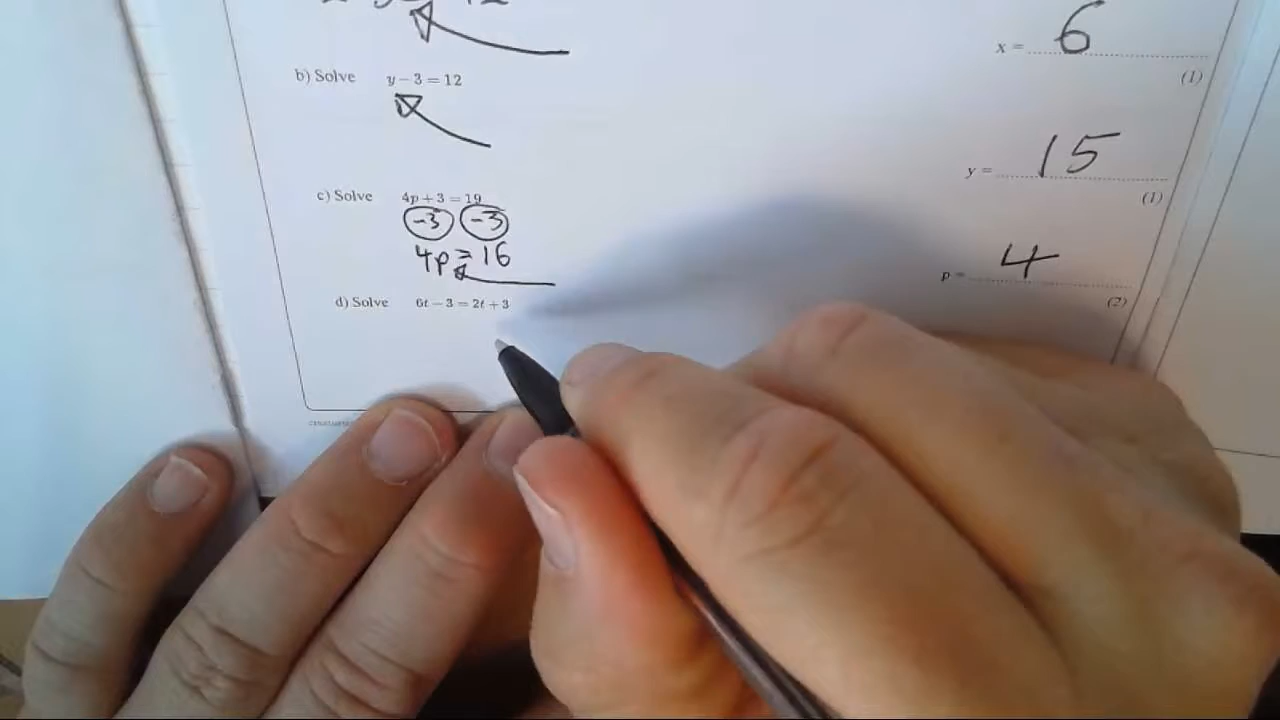 x = 6
(1)
b) Solve y − 3 = 12
y = 15
(1)
c) Solve 4p + 3 = 19
−3 −3
4p = 16
p = 4
(2)
d) Solve 6t − 3 = 2t + 3